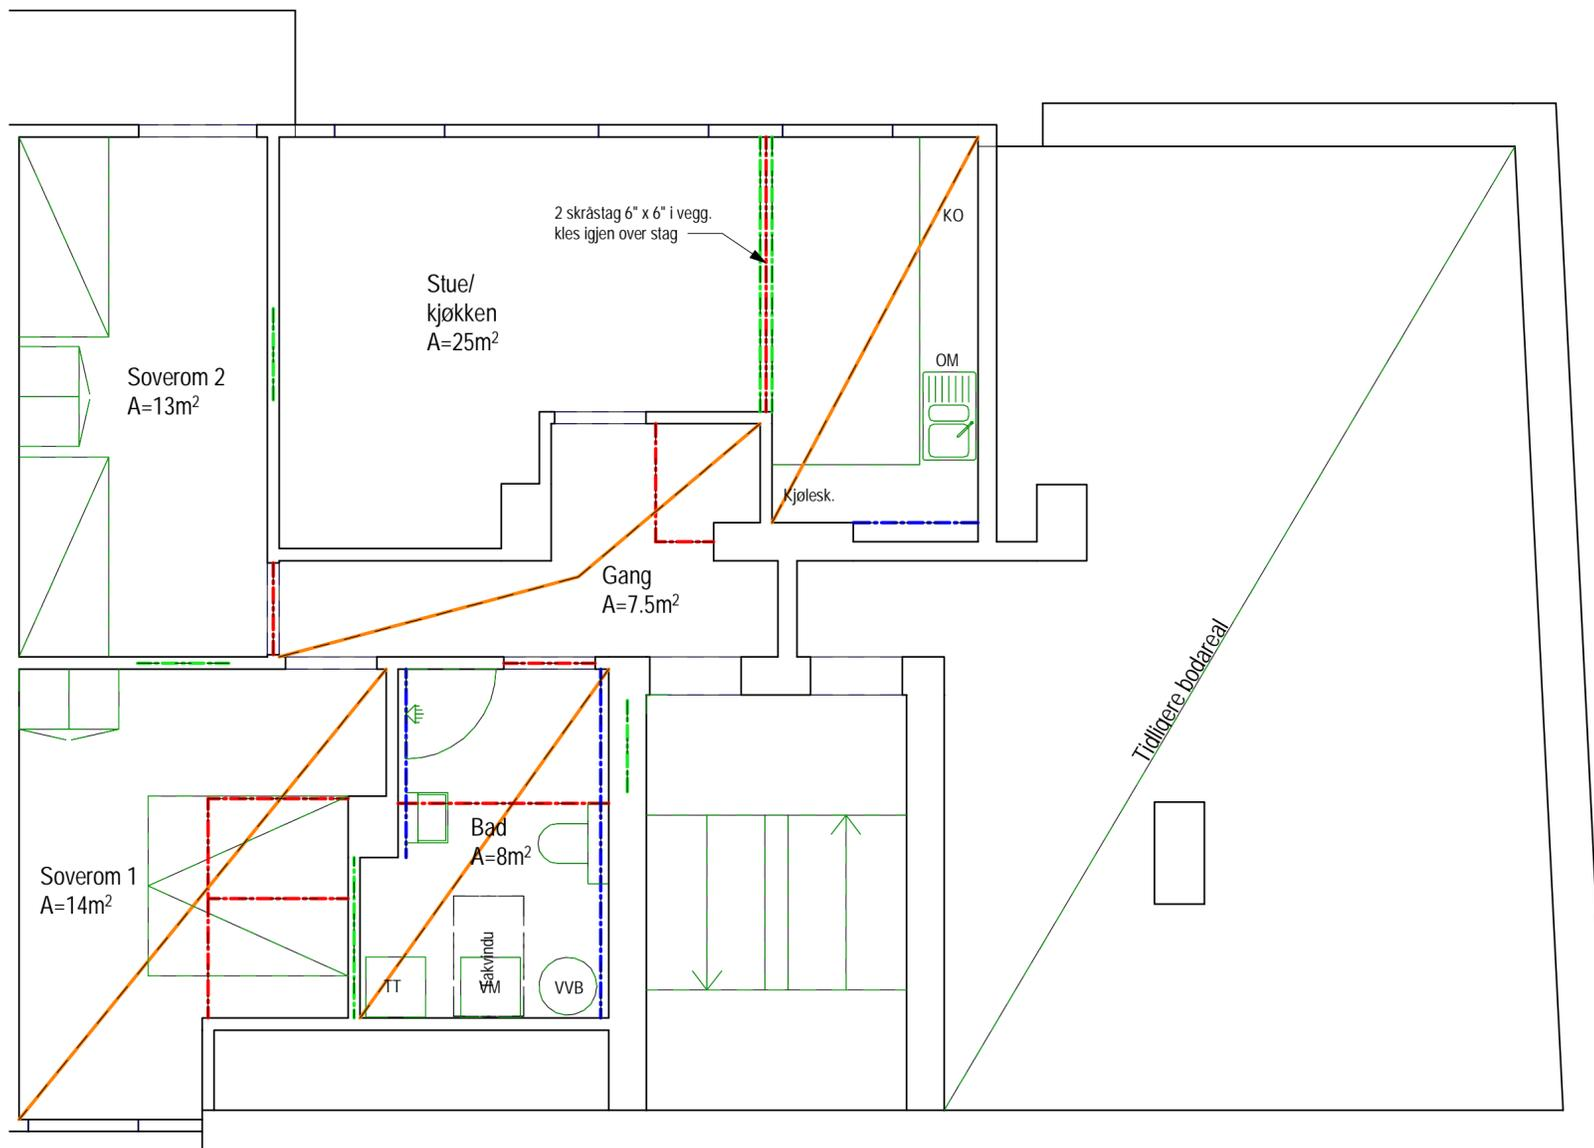 2 skråstag 6" x 6" i vegg.
kles igjen over stag
KO
Stue/
kjøkken
A=25m²
Soverom 2
A=13m²
OM
Kjølesk.
Gang
A=7.5m²
Tidligere bodareal
Bad
A=8m²
Soverom 1
A=14m²
Takvindu
TT
VM
VVB